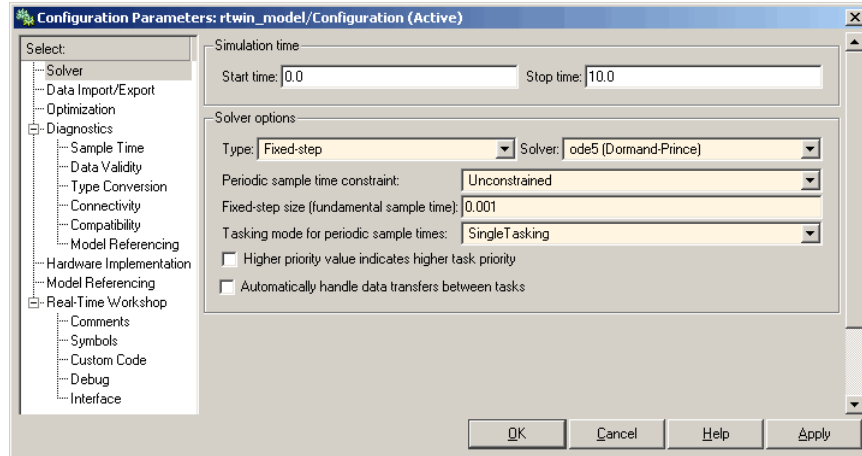 Configuration Parameters: rtwin_model/Configuration (Active)
Select:
Solver
Data Import/Export
Optimization
Diagnostics
Sample Time
Data Validity
Type Conversion
Connectivity
Compatibility
Model Referencing
Hardware Implementation
Model Referencing
Real-Time Workshop
Comments
Symbols
Custom Code
Debug
Interface
Simulation time
Start time: 0.0 Stop time: 10.0
Solver options
Type: Fixed-step Solver: ode5 (Dormand-Prince)
Periodic sample time constraint: Unconstrained
Fixed-step size (fundamental sample time): 0.001
Tasking mode for periodic sample times: SingleTasking
Higher priority value indicates higher task priority
Automatically handle data transfers between tasks
OK Cancel Help Apply